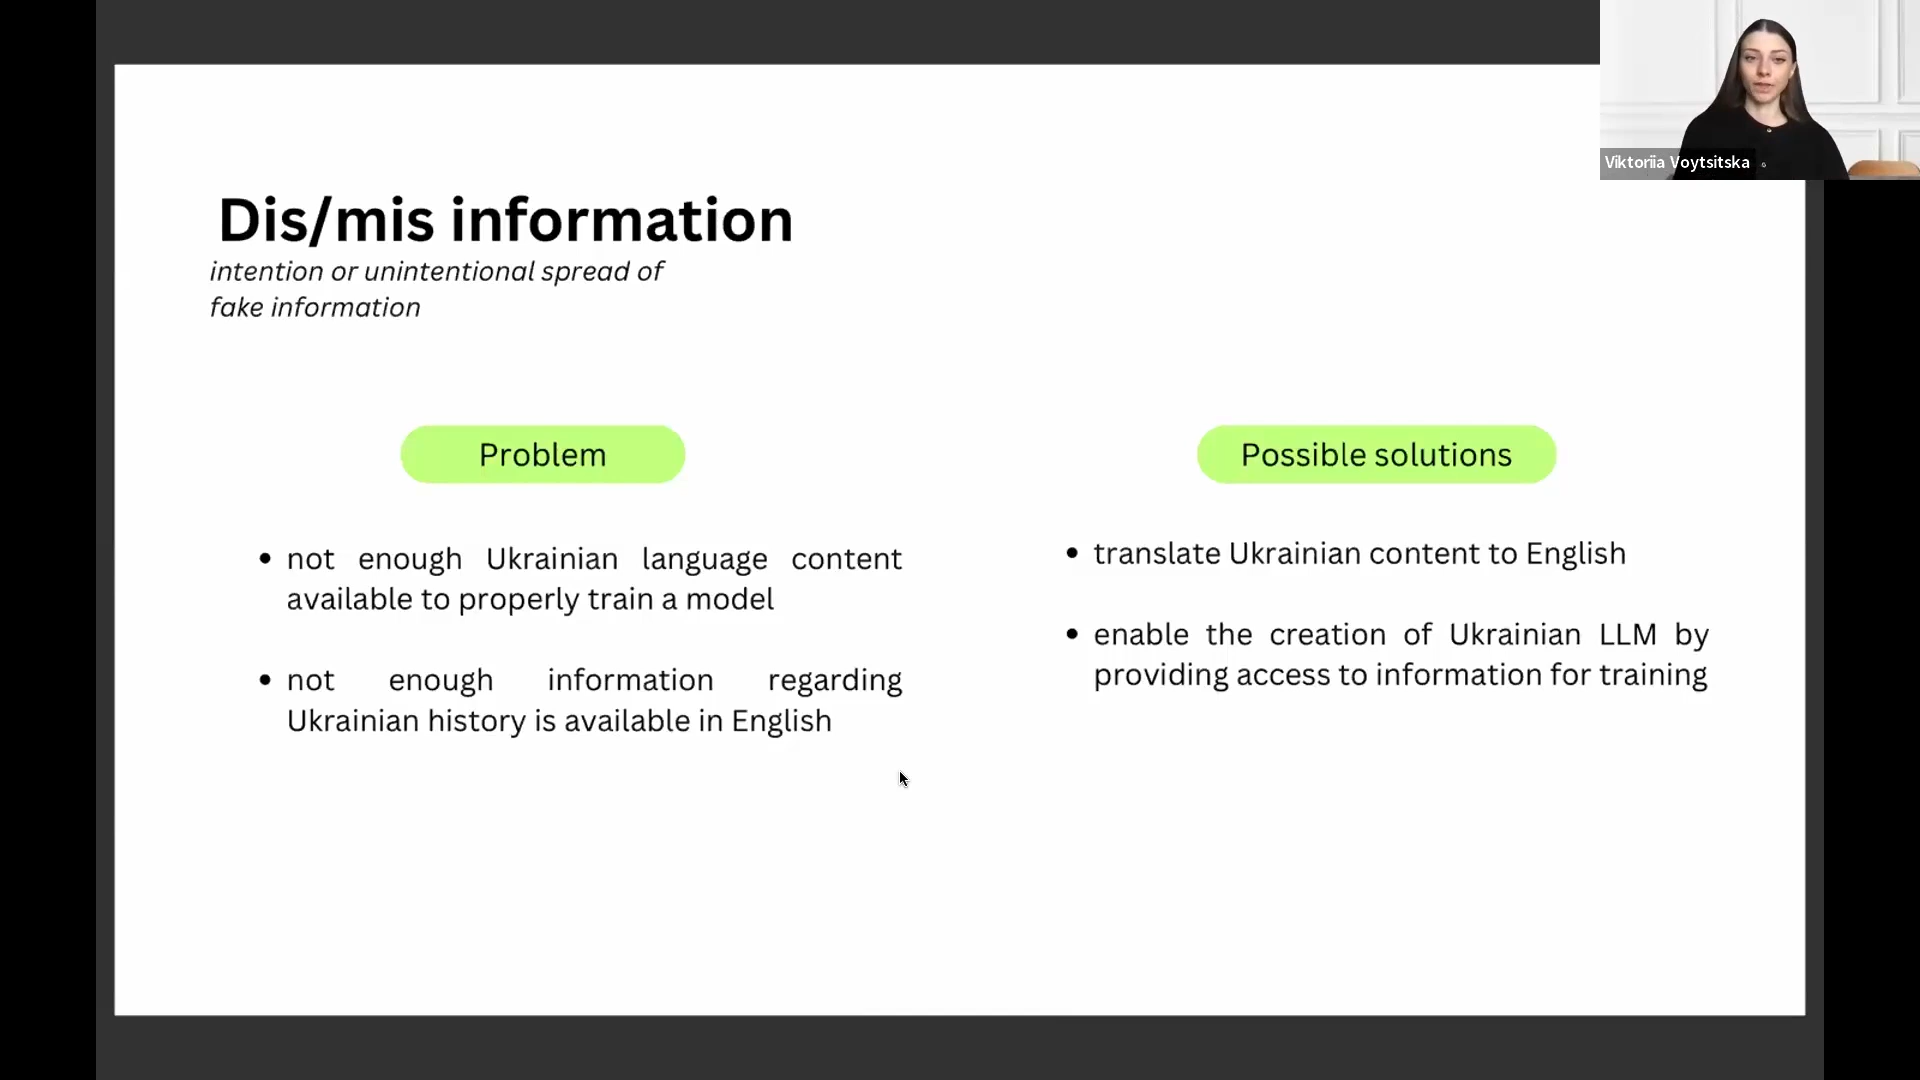 Viktoriia Voytsitska
Dis/mis information
intention or unintentional spread of
fake information
Problem
not enough Ukrainian language content
available to properly train a model
not enough information regarding
Ukrainian history is available in English
Possible solutions
translate Ukrainian content to English
enable the creation of Ukrainian LLM by
providing access to information for training